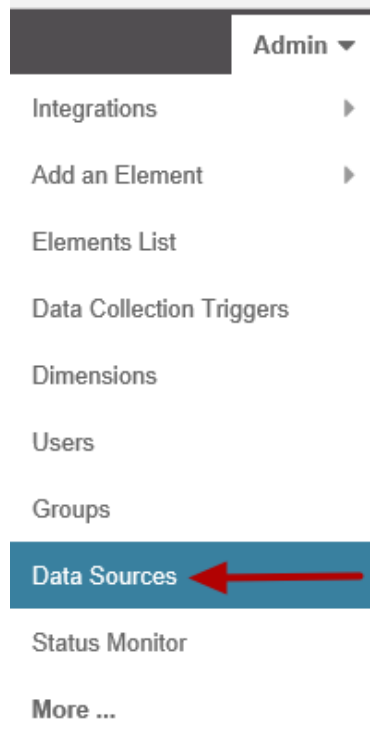 Admin
Integrations
Add an Element
Elements List
Data Collection Triggers
Dimensions
Users
Groups
Data Sources
Status Monitor
More ...